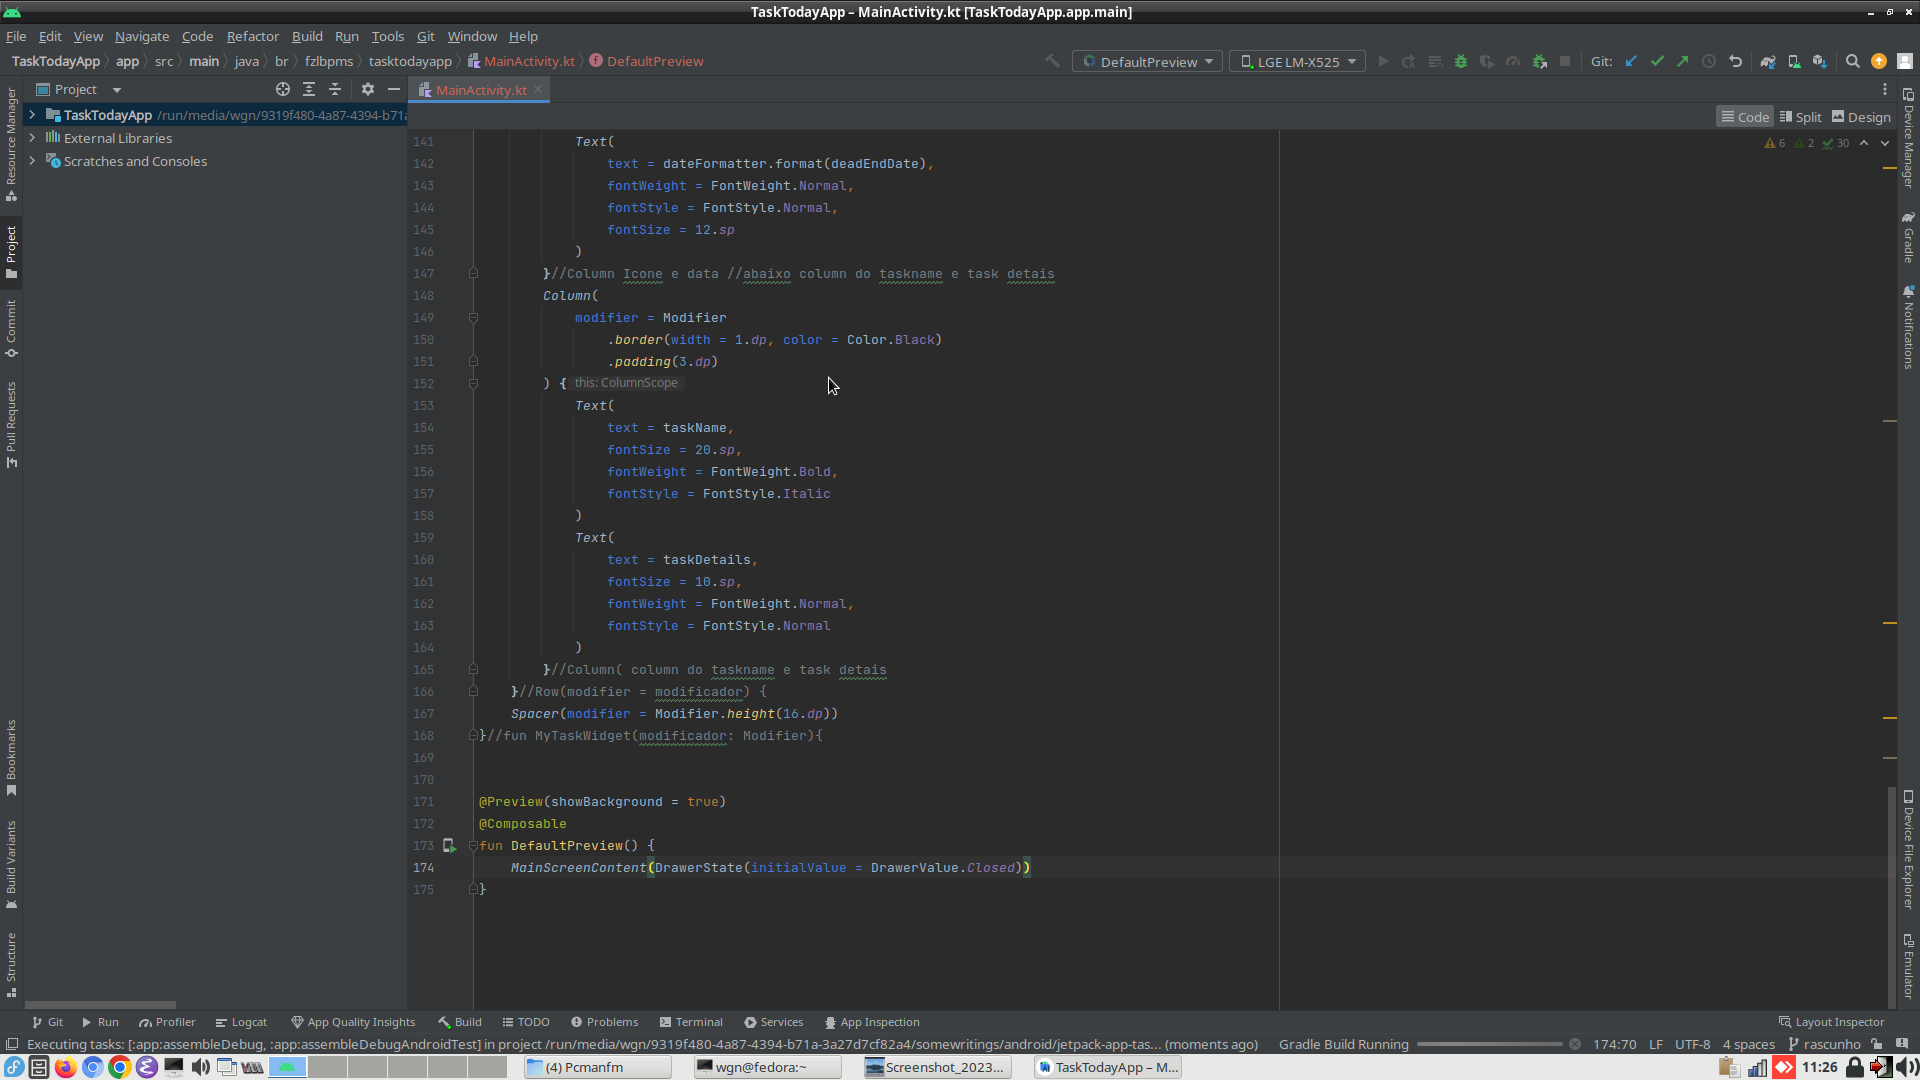 TaskTodayApp – MainActivity.kt [TaskTodayApp.app.main]
File Edit View Navigate Code Refactor Build Run Tools Git Window Help
TaskTodayApp app src main java br fzlbpms tasktodayapp MainActivity.kt DefaultPreview DefaultPreview LGE LM-X525 Git:
Project MainActivity.kt
TaskTodayApp /run/media/wgn/9319f480-4a87-4394-b71a
External Libraries
Scratches and Consoles
Code Split Design
6 2 30
141 Text(
142 text = dateFormatter.format(deadEndDate),
143 fontWeight = FontWeight.Normal,
144 fontStyle = FontStyle.Normal,
145 fontSize = 12.sp
146 )
147 }//Column Icone e data //abaixo column do taskname e task detais
148 Column(
149 modifier = Modifier
150 .border(width = 1.dp, color = Color.Black)
151 .padding(3.dp)
152 ) { this: ColumnScope
153 Text(
154 text = taskName,
155 fontSize = 20.sp,
156 fontWeight = FontWeight.Bold,
157 fontStyle = FontStyle.Italic
158 )
159 Text(
160 text = taskDetails,
161 fontSize = 10.sp,
162 fontWeight = FontWeight.Normal,
163 fontStyle = FontStyle.Normal
164 )
165 }//Column( column do taskname e task detais
166 }//Row(modifier = modificador) {
167 Spacer(modifier = Modifier.height(16.dp))
168 }//fun MyTaskWidget(modificador: Modifier){
169
170
171 @Preview(showBackground = true)
172 @Composable
173 fun DefaultPreview() {
174 MainScreenContent(DrawerState(initialValue = DrawerValue.Closed))
175 }
Resource Manager
Project
Commit
Pull Requests
Bookmarks
Build Variants
Structure
Device Manager
Gradle
Notifications
Device File Explorer
Emulator
Git Run Profiler Logcat App Quality Insights Build TODO Problems Terminal Services App Inspection Layout Inspector
Executing tasks: [:app:assembleDebug, :app:assembleDebugAndroidTest] in project /run/media/wgn/9319f480-4a87-4394-b71a-3a27d7cf82a4/somewritings/android/jetpack-app-tas... (moments ago) Gradle Build Running 174:70 LF UTF-8 4 spaces rascunho
(4) Pcmanfm wgn@fedora:~ Screenshot_2023... TaskTodayApp – M... 11:26